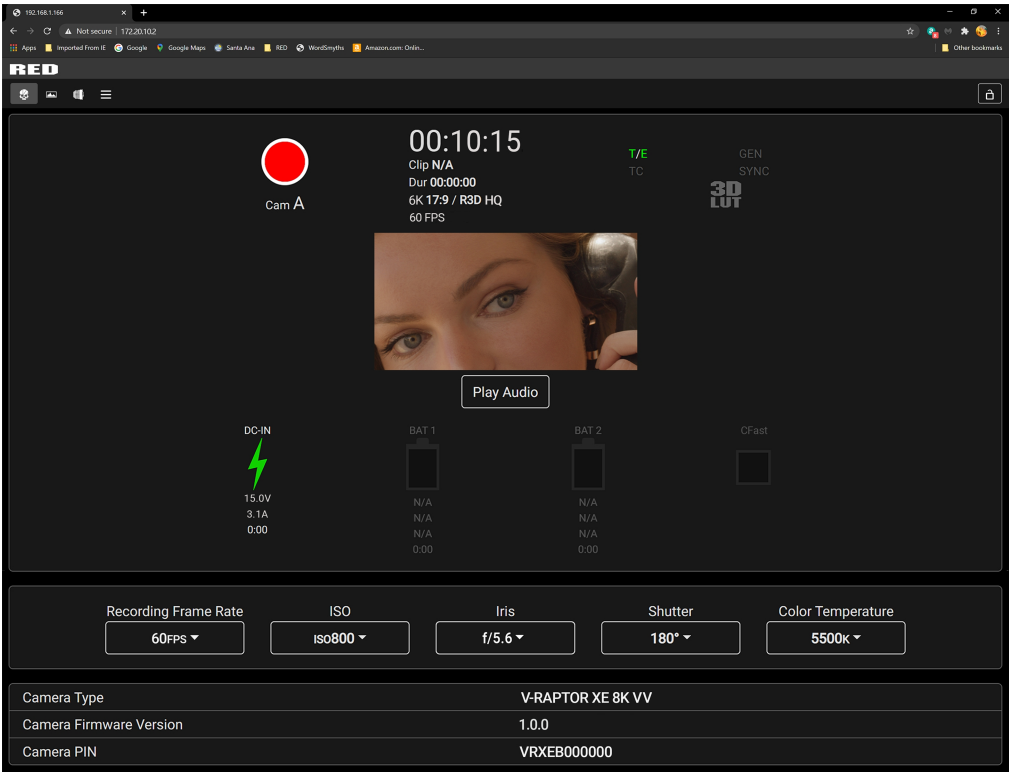 192.168.1.166
Not secure | 172.20.10.2
Apps Imported From IE Google Google Maps Santa Ana RED WordSmyths Amazon.com: Onlin... Other bookmarks
RED
00:10:15
Clip N/A
Dur 00:00:00
6K 17:9 / R3D HQ
60 FPS
Cam A
T/E
TC
GEN
SYNC
3D
LUT
Play Audio
DC-IN BAT 1 BAT 2 CFast
15.0V N/A N/A
3.1A N/A N/A
0:00 N/A N/A
0:00 0:00
Recording Frame Rate ISO Iris Shutter Color Temperature
60FPS ISO800 f/5.6 180° 5500K
Camera Type V-RAPTOR XE 8K VV
Camera Firmware Version 1.0.0
Camera PIN VRXEB000000